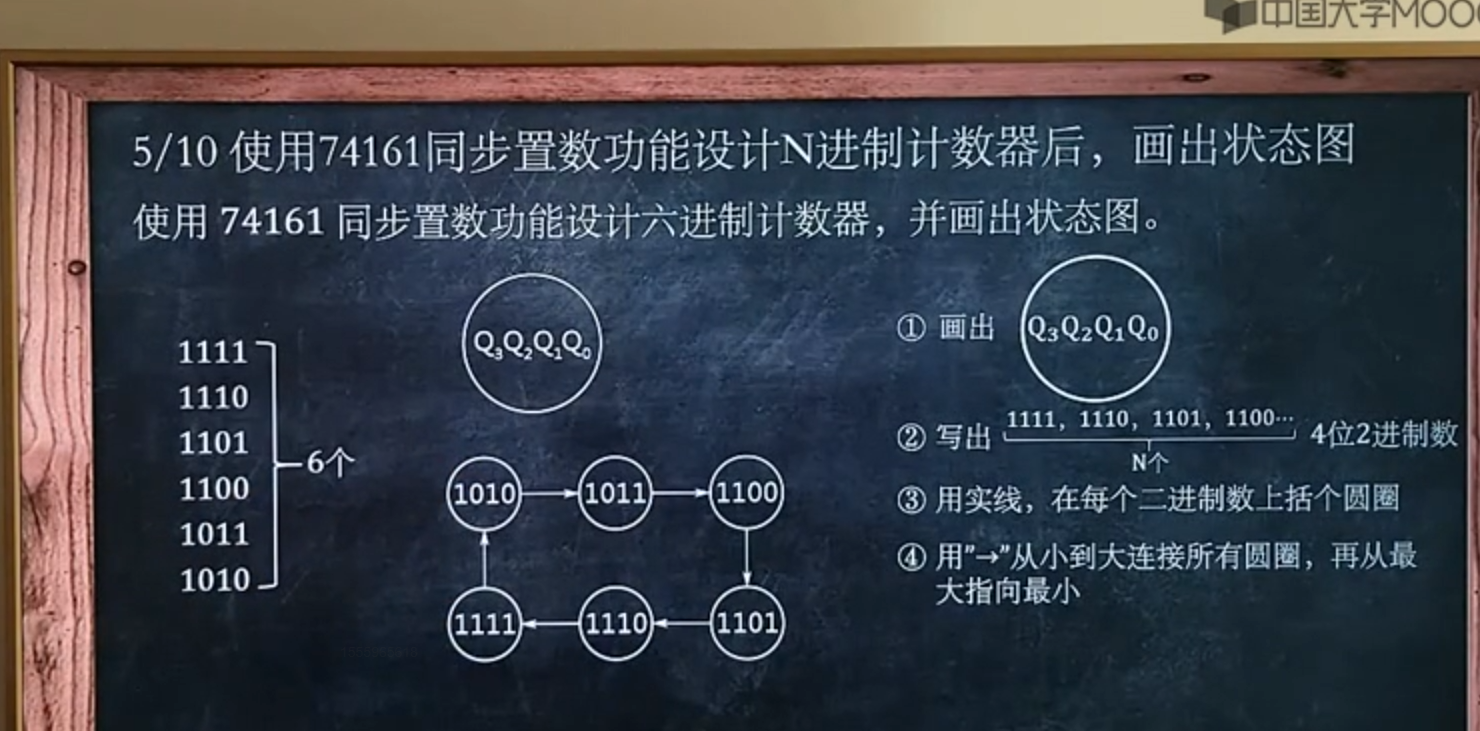 中国大学MOO
5/10 使用74161同步置数功能设计N进制计数器后，画出状态图
使用 74161 同步置数功能设计六进制计数器，并画出状态图。
Q₃Q₂Q₁Q₀
1111
1110
1101
1100
1011
1010
6个
1010 1011 1100
1111 1110 1101
① 画出 Q₃Q₂Q₁Q₀
② 写出 1111，1110，1101，1100… 4位2进制数
N个
③ 用实线，在每个二进制数上括个圆圈
④ 用"→"从小到大连接所有圆圈，再从最
大指向最小